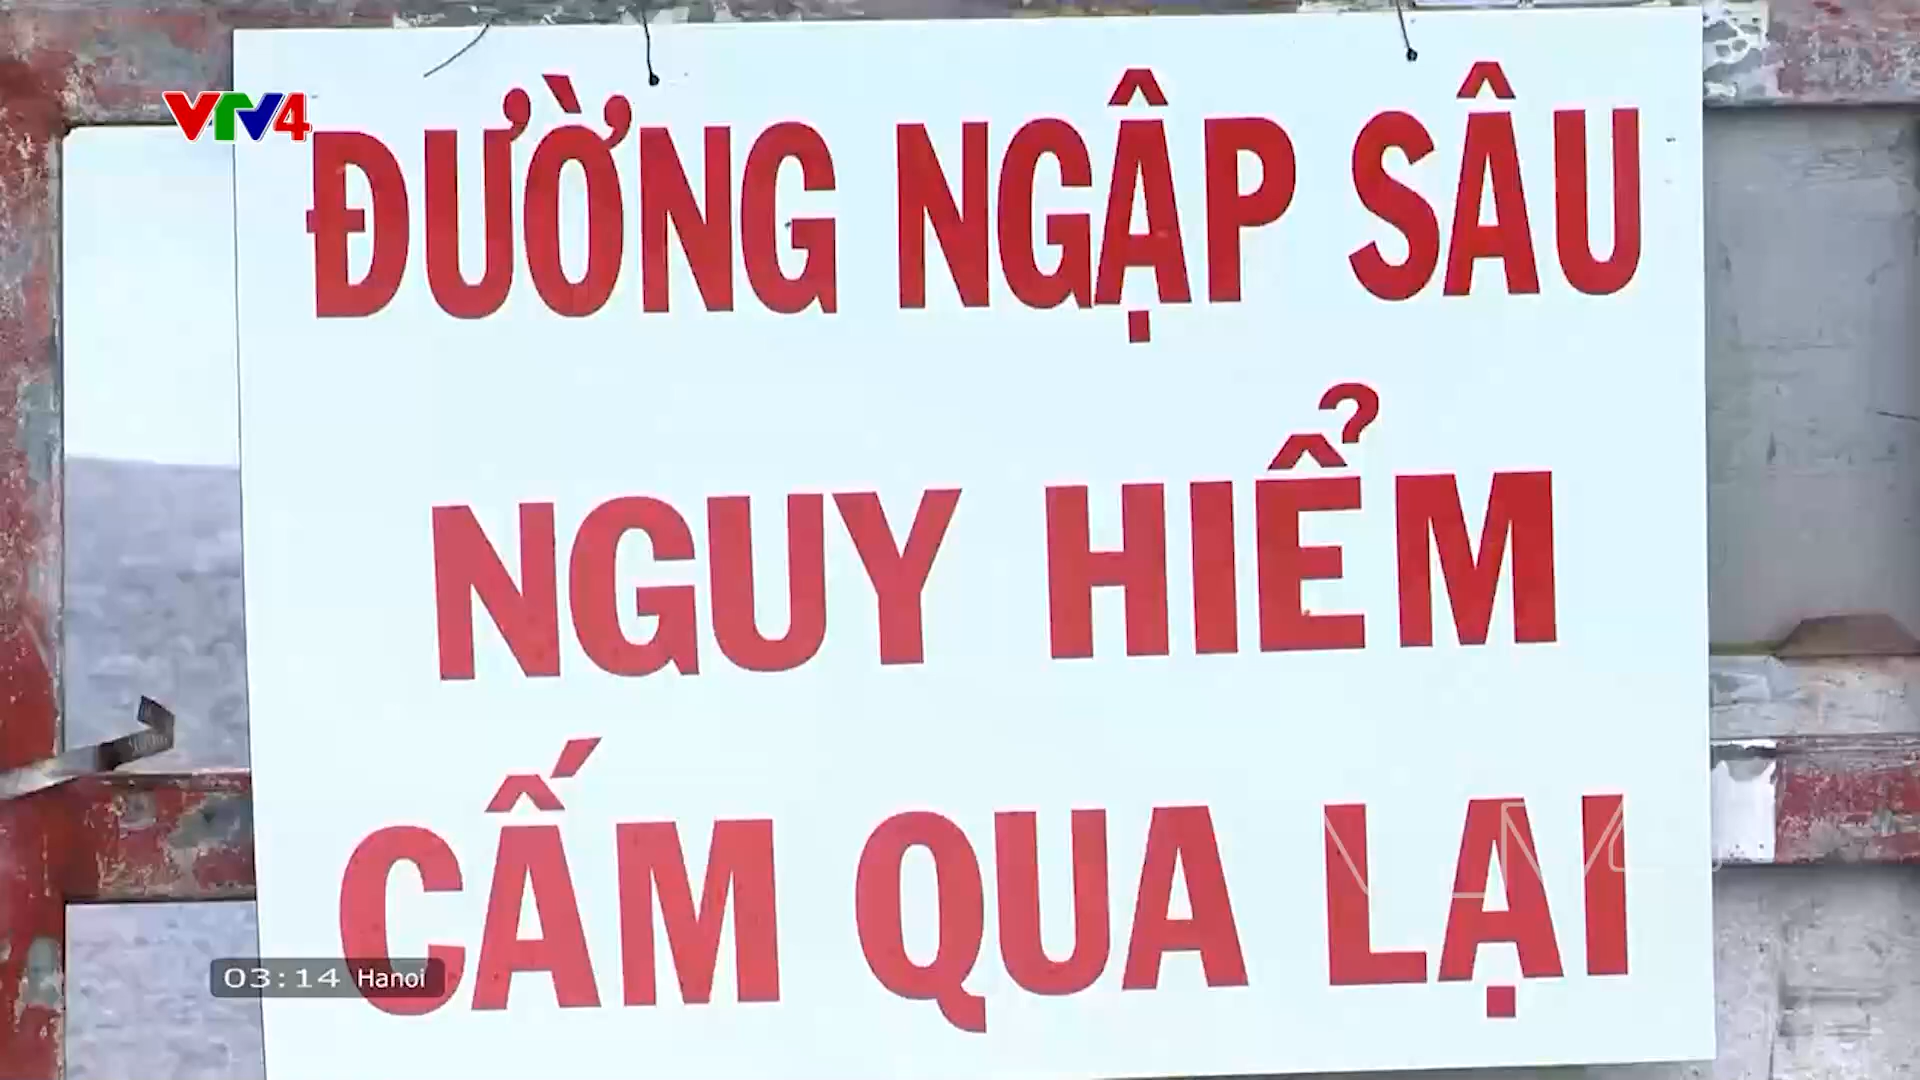 VTV4
ĐƯỜNG NGẬP SÂU
NGUY HIỂM
CẤM QUA LẠI
03:14 Hanoi